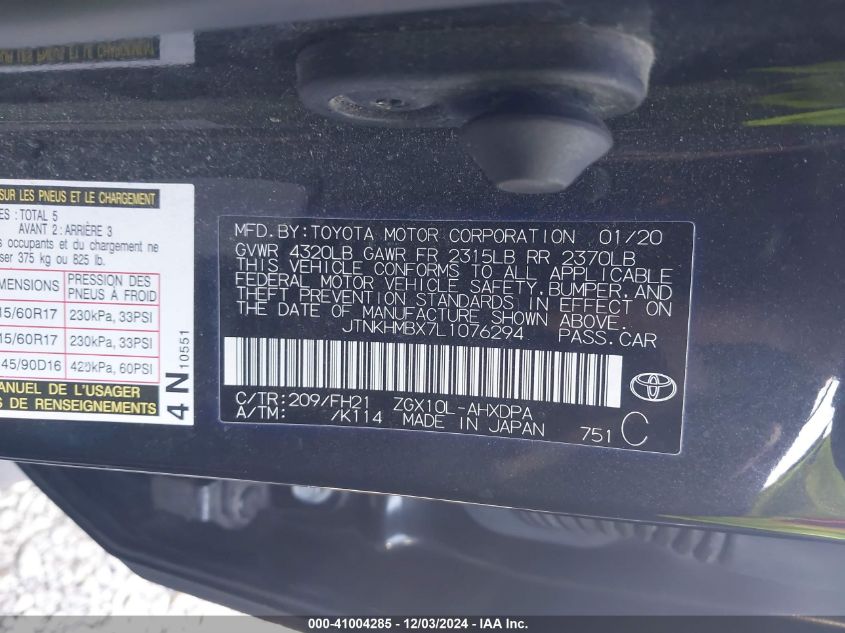 SUR LES PNEUS ET LE CHARGEMENT
: TOTAL 5
AVANT 2 : ARRIÈRE 3
occupants et du chargement ne
375 kg ou 825 lb.
PRESSION DES PNEUS À FROID
15/60R17 230kPa, 33PSI
15/60R17 230kPa, 33PSI
45/90D16 420kPa, 60PSI
MANUEL DE L'USAGER
DE RENSEIGNEMENTS
4 N 10551
MFD.BY:TOYOTA MOTOR CORPORATION 01/20
GVWR 4320LB GAWR FR 2315LB RR 2370LB
THIS VEHICLE CONFORMS TO ALL APPLICABLE
FEDERAL MOTOR VEHICLE SAFETY,BUMPER,AND
THEFT PREVENTION STANDARDS IN EFFECT ON
THE DATE OF MANUFACTURE SHOWN ABOVE.
JTNKHMBX7L1076294 PASS.CAR
C/TR:209/FH21 ZGX10L-AHXDPA
A/TM: /K114 MADE IN JAPAN 751 C
000-41004285 - 12/03/2024 - IAA Inc.